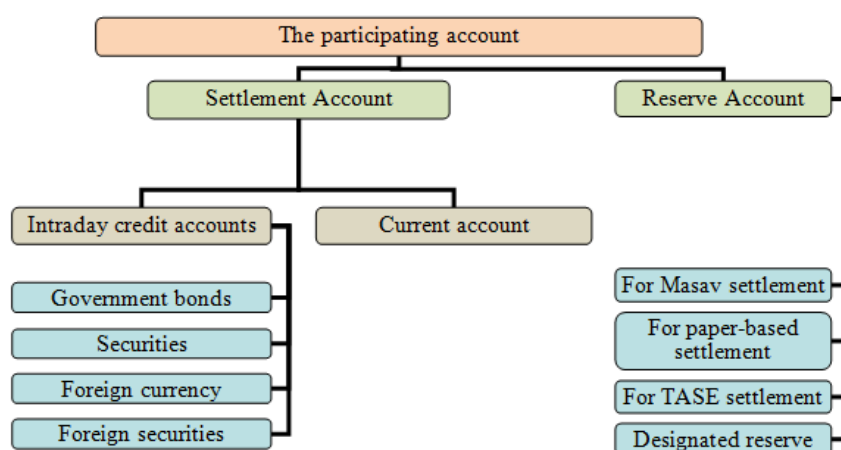 The participating account
Settlement Account
Reserve Account
Intraday credit accounts
Current account
Government bonds
Securities
Foreign currency
Foreign securities
For Masav settlement
For paper-based
settlement
For TASE settlement
Designated reserve